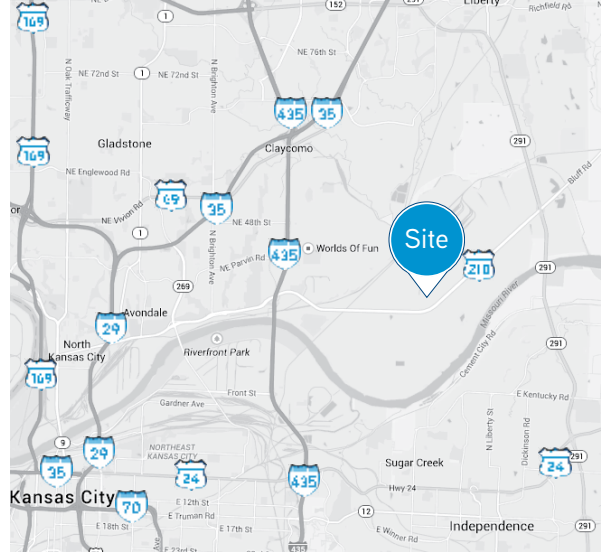 152
Liberty
Richfield Rd
169
1
NE 76th St
NE 72nd St
1
NE 72nd St
N Oak Trafficway
N Brighton Ave
435
35
291
169
Gladstone
Claycomo
Bluff Rd
NE Englewood Rd
69
NE Vivion Rd
35
NE 48th St
1
435
Worlds Of Fun
Site
N Brighton Ave
NE Parvin Rd
210
291
269
Missouri River
Avondale
29
North
Kansas City
Riverfront Park
Cement City Rd
291
169
Front St
Gardner Ave
E Kentucky Rd
N Liberty St
Dickinson Rd
9
29
NORTHEAST
KANSAS CITY
35
24
435
Sugar Creek
24
291
Hwy 24
Kansas City
70
E 12th St
E Truman Rd
12
E 18th St
E 17th St
Independence
E Winner Rd
E 23rd St
435